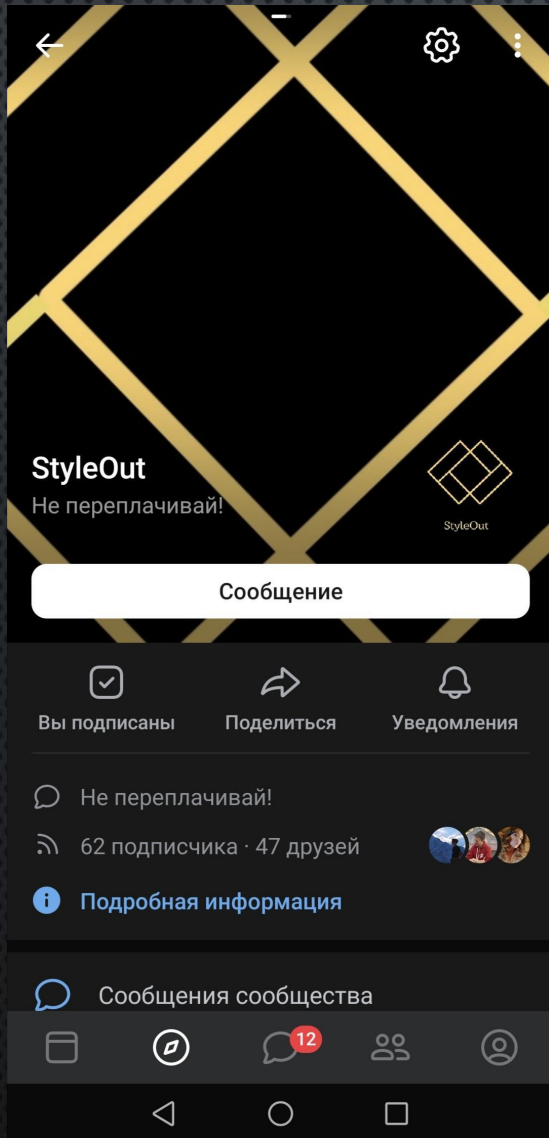 StyleOut
Не переплачивай!
StyleOut
Сообщение
Вы подписаны
Поделиться
Уведомления
Не переплачивай!
62 подписчика · 47 друзей
Подробная информация
Сообщения сообщества
12